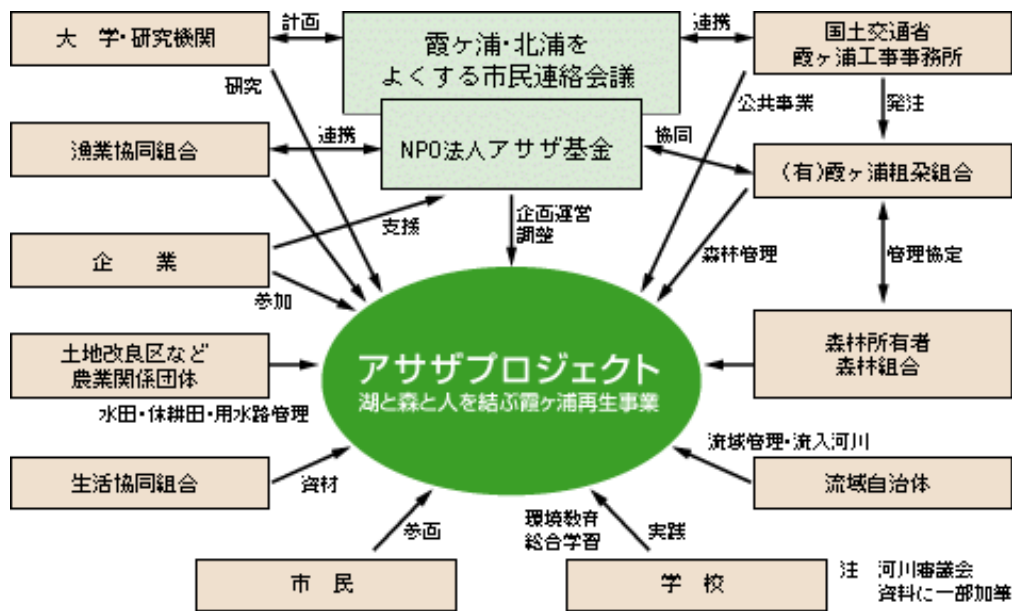 大 学・研究機関
計画
霞ヶ浦・北浦を
よくする市民連絡会議
連携
国土交通省
霞ヶ浦工事事務所
研究
公共事業
発注
漁業協同組合
連携
NPO法人アサザ基金
協同
(有)霞ヶ浦粗朶組合
支援
企画運営
調整
企 業
森林管理
管理協定
参加
土地改良区など
農業関係団体
水田・休耕田・用水路管理
アサザプロジェクト
湖と森と人を結ぶ霞ヶ浦再生事業
森林所有者
森林組合
生活協同組合
資材
流域管理・流入河川
流域自治体
参画
環境教育
総合学習
実践
市 民
学 校
注 河川審議会
資料に一部加筆